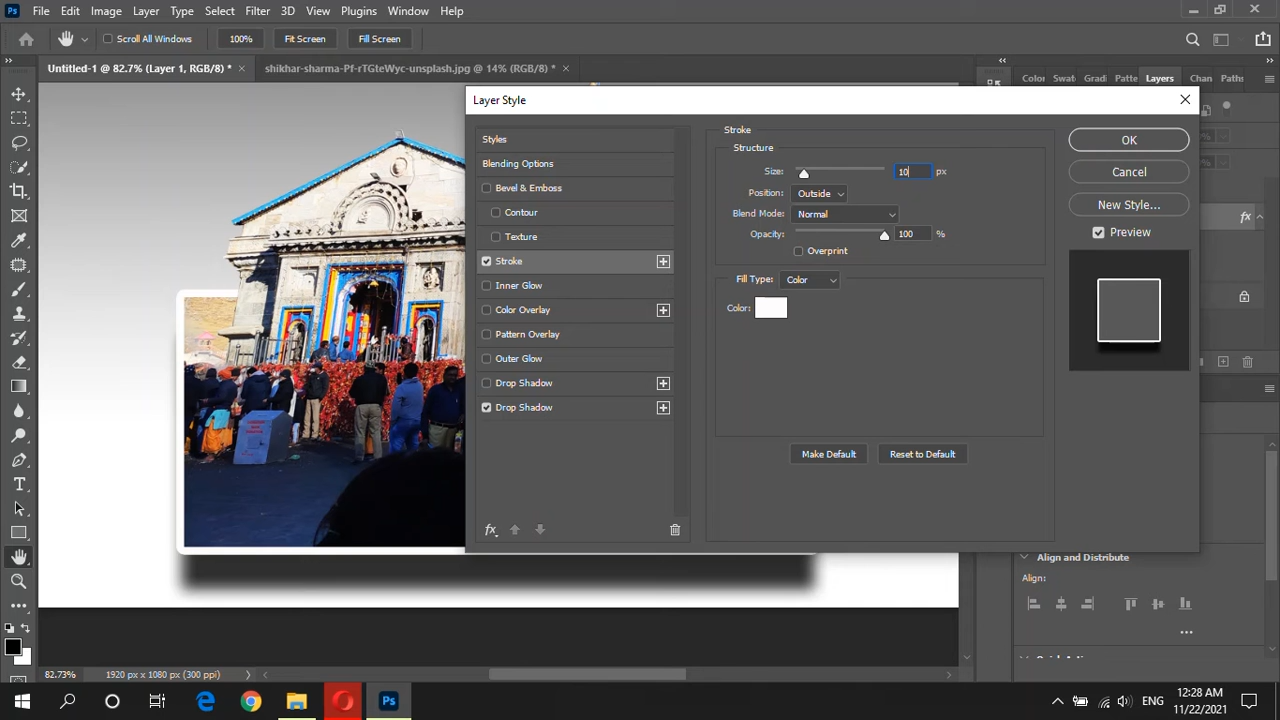 Ps File Edit Image Layer Type Select Filter 3D View Plugins Window Help
Scroll All Windows 100% Fit Screen Fill Screen
Untitled-1 @ 82.7% (Layer 1, RGB/8) * × shikhar-sharma-Pf-rTGteWyc-unsplash.jpg @ 14% (RGB/8) * ×
Color Swat Gradi Patte Layers Chan Paths
Layer Style
Styles
Blending Options
Bevel & Emboss
Contour
Texture
Stroke
Inner Glow
Color Overlay
Pattern Overlay
Outer Glow
Drop Shadow
Drop Shadow
fx
Stroke
Structure
Size: 10 px
Position: Outside
Blend Mode: Normal
Opacity: 100 %
Overprint
Fill Type: Color
Color:
Make Default Reset to Default
OK
Cancel
New Style...
Preview
fx
Align and Distribute
Align:
82.73% 1920 px x 1080 px (300 ppi)
Ps
ENG
12:28 AM
11/22/2021